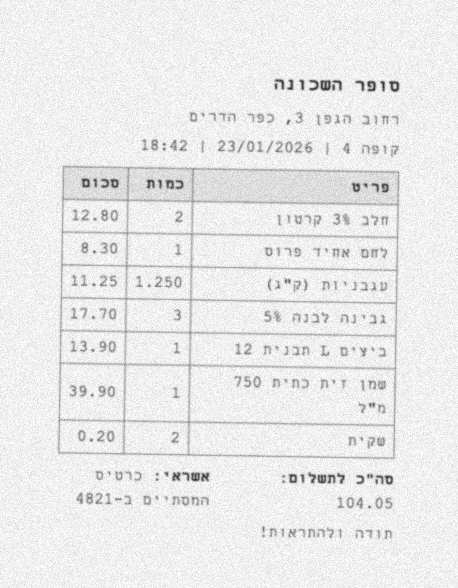 סופר השכונה
רחוב הגפן 3, כפר הדרים
קופה 4 | 23/01/2026 | 18:42
פריט כמות סכום
חלב 3% קרטון 2 12.80
לחם אחיד פרוס 1 8.30
עגבניות (ק"ג) 1.250 11.25
גבינה לבנה 5% 3 17.70
ביצים L תבנית 12 1 13.90
שמן זית כתית 750 מ"ל 1 39.90
שקית 2 0.20
סה"כ לתשלום: אשראי: כרטיס
104.05 המסתיים ב-4821
תודה ולהתראות!